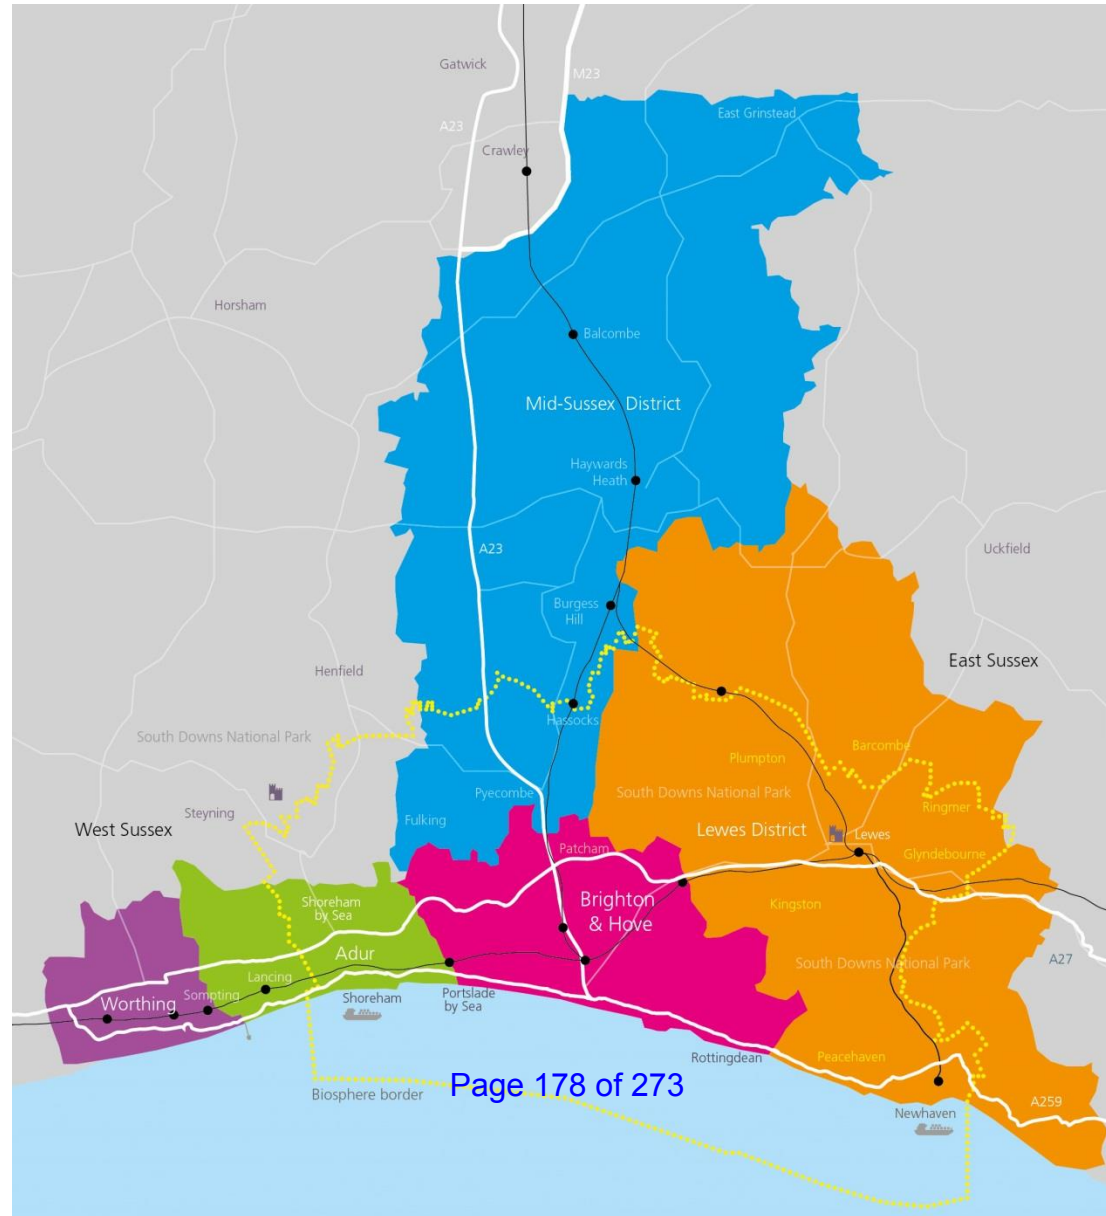 Gatwick
M23
East Grinstead
A23
Crawley
Horsham
Balcombe
Mid-Sussex District
Haywards
Heath
A23
Uckfield
Burgess
Hill
East Sussex
Henfield
Hassocks
South Downs National Park
Barcombe
Plumpton
Pyecombe
South Downs National Park
Ringmer
Steyning
Fulking
West Sussex
Lewes District
Lewes
Patcham
Glyndebourne
Shoreham
by Sea
Brighton
& Hove
Kingston
Adur
South Downs National Park
A27
Lancing
Sompting
Worthing
Shoreham
Portslade
by Sea
Rottingdean
Peacehaven
Biosphere border
Page 178 of 273
Newhaven
A259